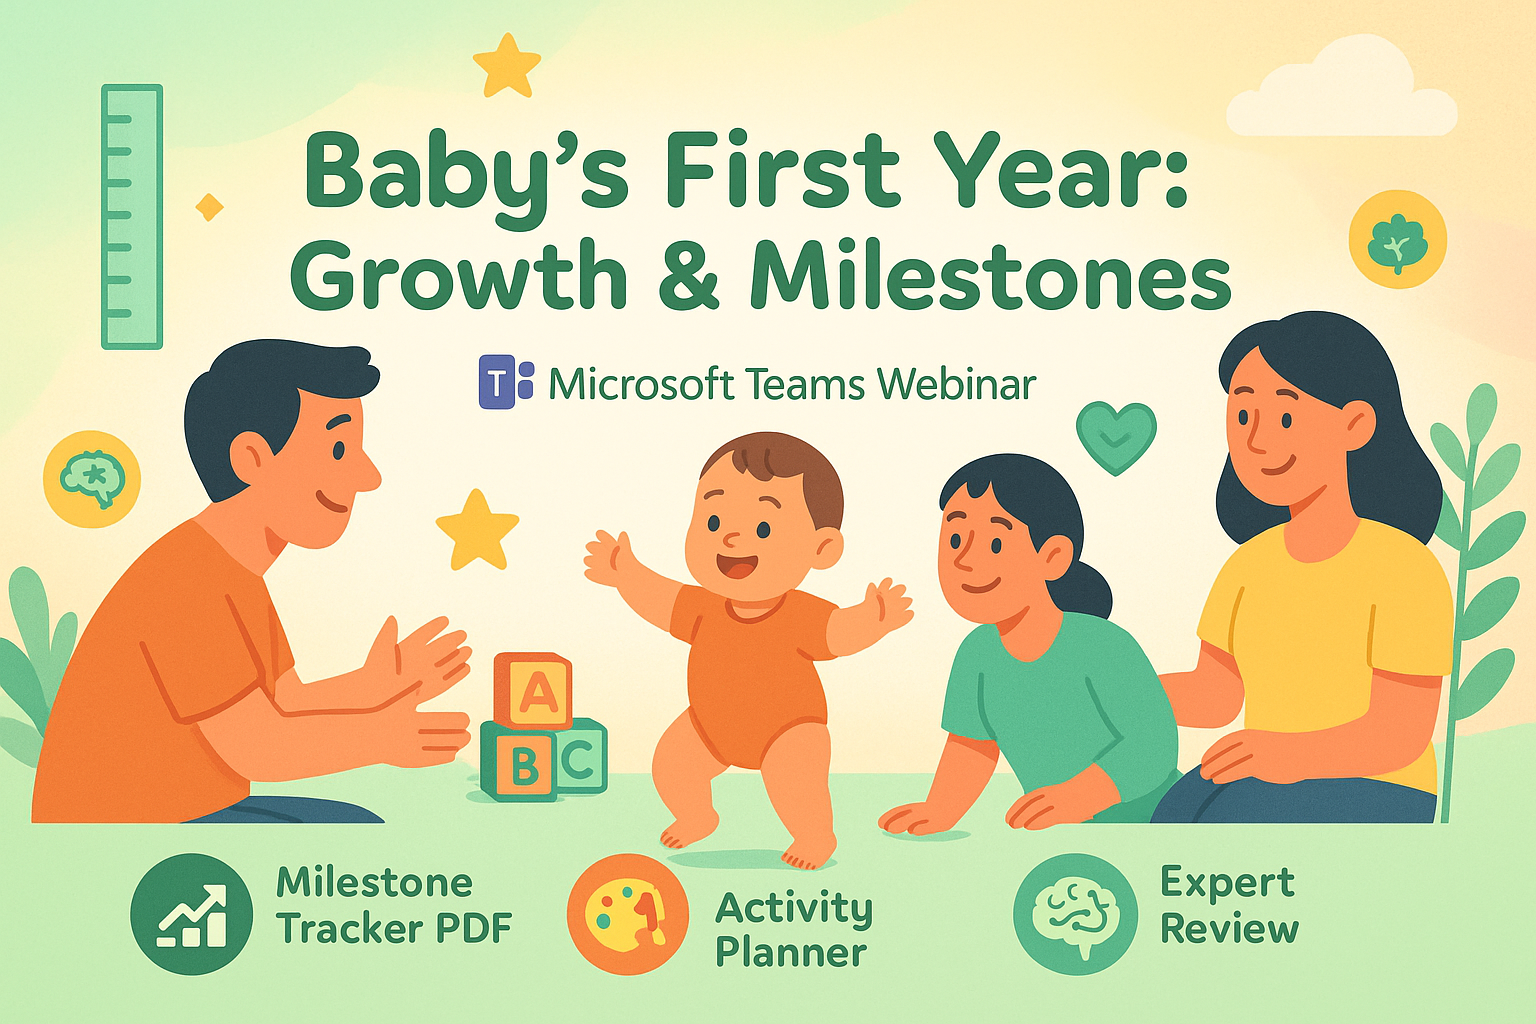 Baby's First Year:
Growth & Milestones
T Microsoft Teams Webinar
A
B C
Milestone
Tracker PDF
Activity
Planner
Expert
Review